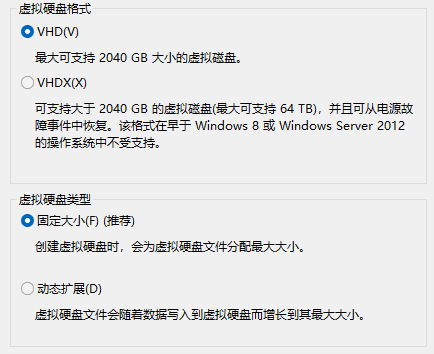 虚拟硬盘格式
VHD(V)
最大可支持 2040 GB 大小的虚拟磁盘。
VHDX(X)
可支持大于 2040 GB 的虚拟磁盘(最大可支持 64 TB)，并且可从电源故
障事件中恢复。该格式在早于 Windows 8 或 Windows Server 2012
的操作系统中不受支持。
虚拟硬盘类型
固定大小(F) (推荐)
创建虚拟硬盘时，会为虚拟硬盘文件分配最大大小。
动态扩展(D)
虚拟硬盘文件会随着数据写入到虚拟硬盘而增长到其最大大小。